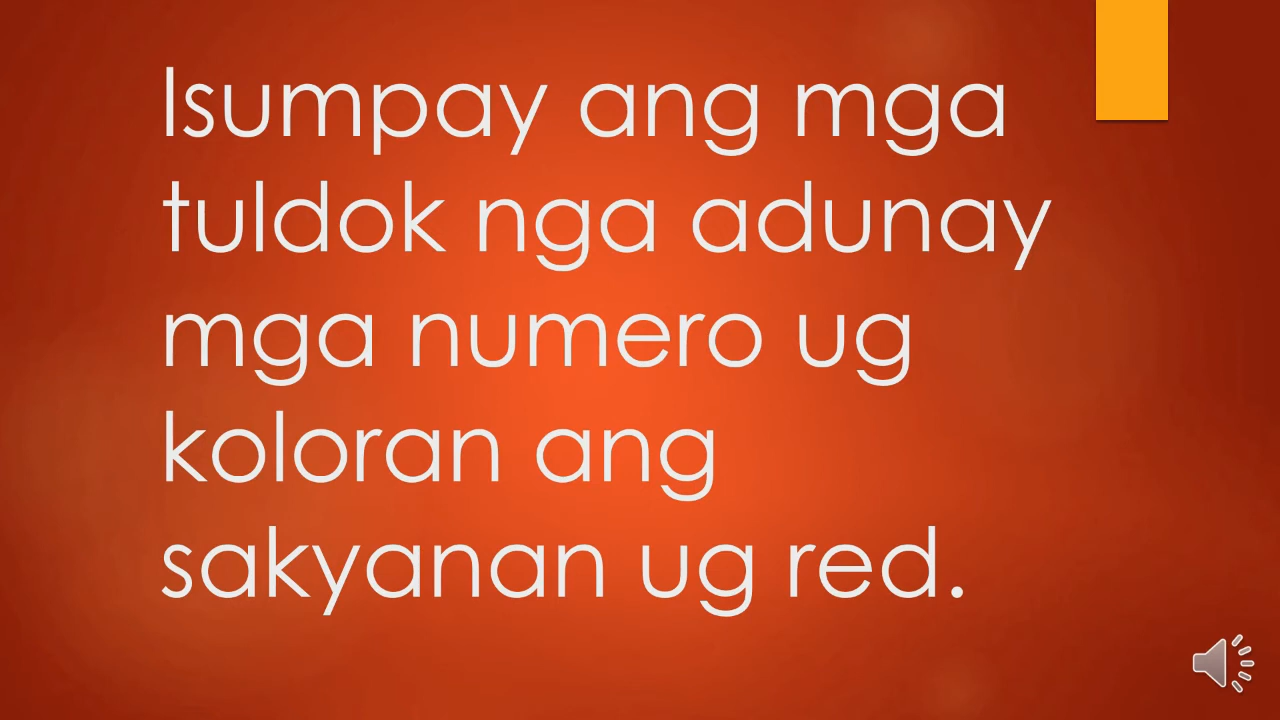 Isumpay ang mga
tuldok nga adunay
mga numero ug
koloran ang
sakyanan ug red.